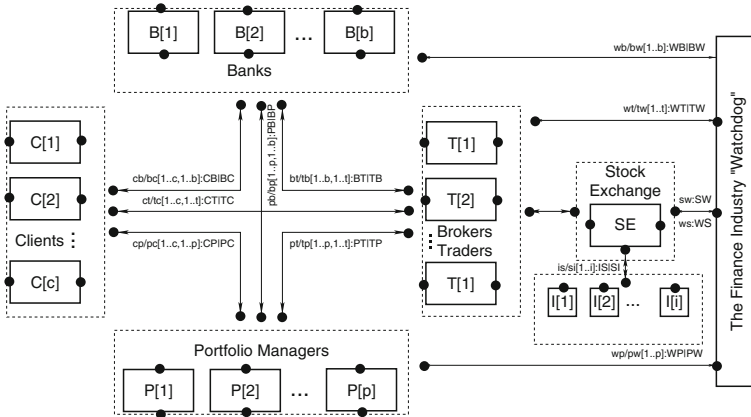 B[1] B[2] ... B[b]
Banks
wb/bw[1..b]:WB|BW
wt/tw[1..t]:WT|TW
C[1]
C[2]
Clients
C[c]
cb/bc[1..c,1..b]:CB|BC
ct/tc[1..c,1..t]:CT|TC
cp/pc[1..c,1..p]:CP|PC
pb/bp[1..p,1..b]:PB|BP
bt/tb[1..b,1..t]:BT|TB
pt/tp[1..p,1..t]:PT|TP
T[1]
T[2]
Brokers
Traders
T[1]
Stock
Exchange
SE
sw:SW
ws:WS
is/si[1..i]:IS|SI
I[1] I[2] ... I[i]
The Finance Industry "Watchdog"
Portfolio Managers
wp/pw[1..p]:WP|PW
P[1] P[2] ... P[p]